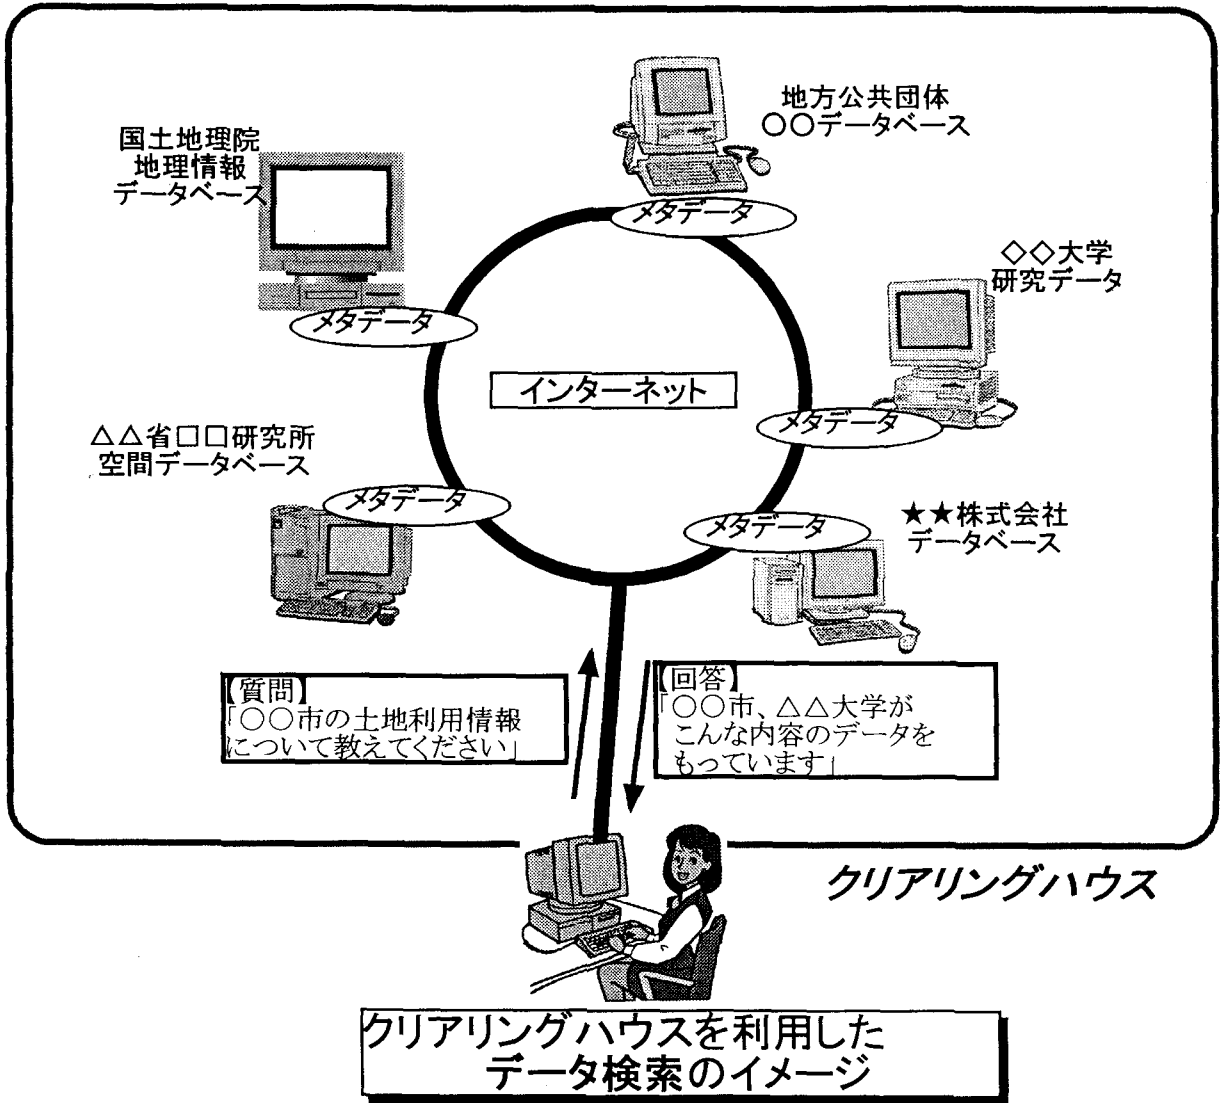 地方公共団体
○○データベース
国土地理院
地理情報
データベース
メタデータ
◇◇大学
研究データ
メタデータ
インターネット
メタデータ
△△省□□研究所
空間データベース
メタデータ
メタデータ
★★株式会社
データベース
【質問】
「○○市の土地利用情報
について教えてください」
【回答】
「○○市、△△大学が
こんな内容のデータを
もっています」
クリアリングハウス
クリアリングハウスを利用した
データ検索のイメージ